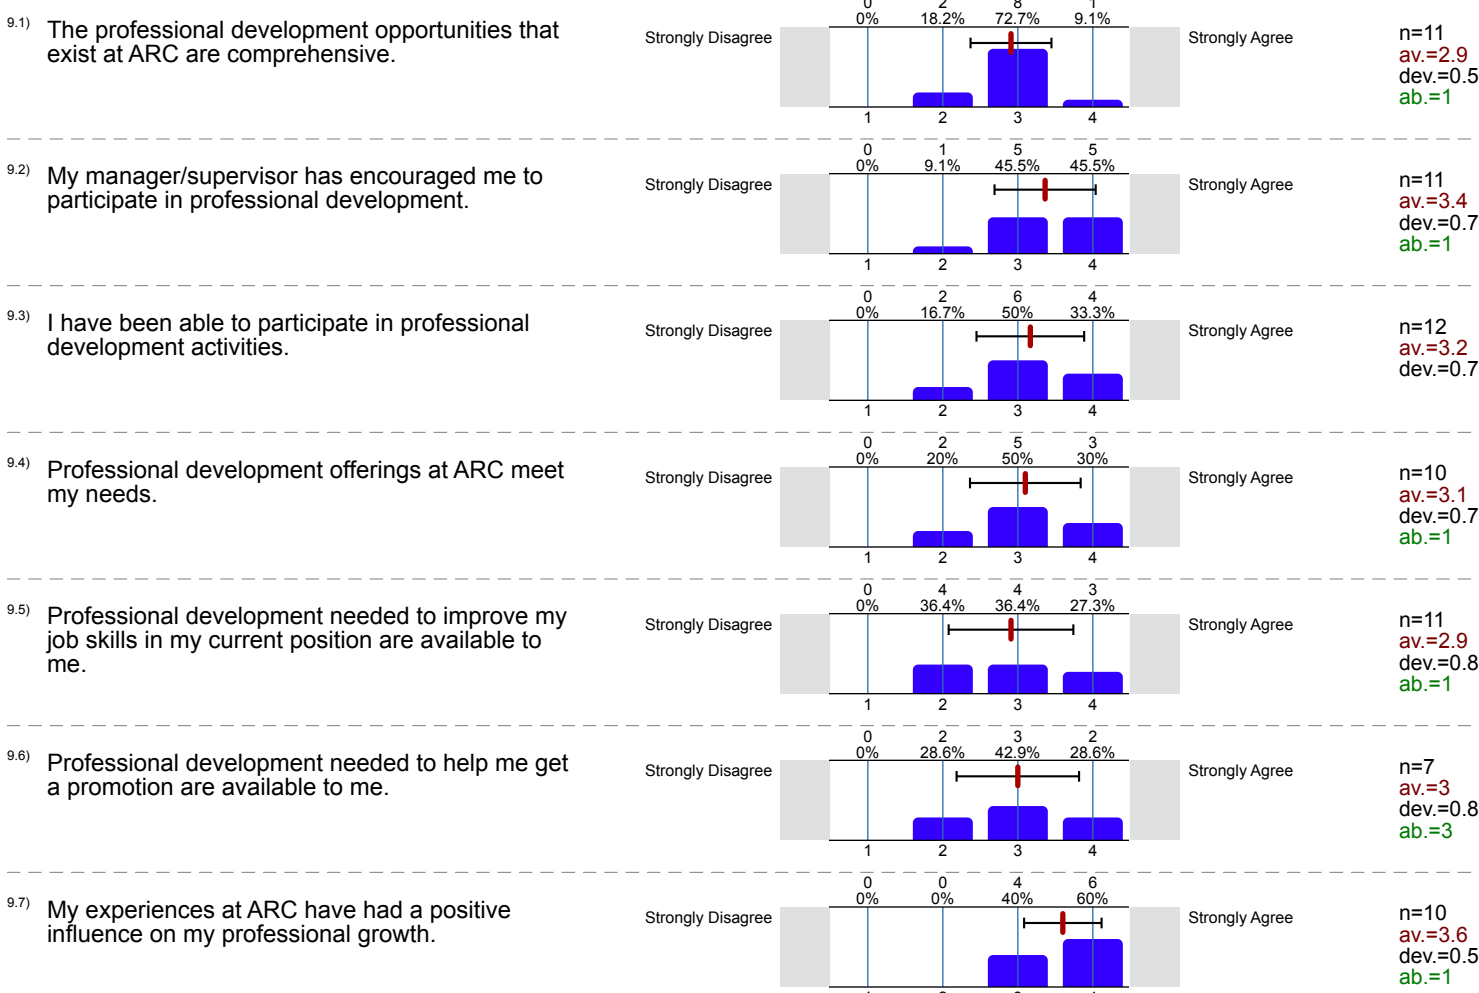 0 2 8 1
9.1) The professional development opportunities that 0% 18.2% 72.7% 9.1%
exist at ARC are comprehensive. Strongly Disagree Strongly Agree n=11
av.=2.9
dev.=0.5
ab.=1
1 2 3 4
0 1 5 5
9.2) My manager/supervisor has encouraged me to 0% 9.1% 45.5% 45.5%
participate in professional development. Strongly Disagree Strongly Agree n=11
av.=3.4
dev.=0.7
ab.=1
1 2 3 4
0 2 6 4
9.3) I have been able to participate in professional 0% 16.7% 50% 33.3%
development activities. Strongly Disagree Strongly Agree n=12
av.=3.2
dev.=0.7
1 2 3 4
0 2 5 3
9.4) Professional development offerings at ARC meet 0% 20% 50% 30%
my needs. Strongly Disagree Strongly Agree n=10
av.=3.1
dev.=0.7
ab.=1
1 2 3 4
0 4 4 3
9.5) Professional development needed to improve my 0% 36.4% 36.4% 27.3%
job skills in my current position are available to Strongly Disagree Strongly Agree n=11
me. av.=2.9
dev.=0.8
ab.=1
1 2 3 4
0 2 3 2
9.6) Professional development needed to help me get 0% 28.6% 42.9% 28.6%
a promotion are available to me. Strongly Disagree Strongly Agree n=7
av.=3
dev.=0.8
ab.=3
1 2 3 4
0 0 4 6
9.7) My experiences at ARC have had a positive 0% 0% 40% 60%
influence on my professional growth. Strongly Disagree Strongly Agree n=10
av.=3.6
dev.=0.5
ab.=1